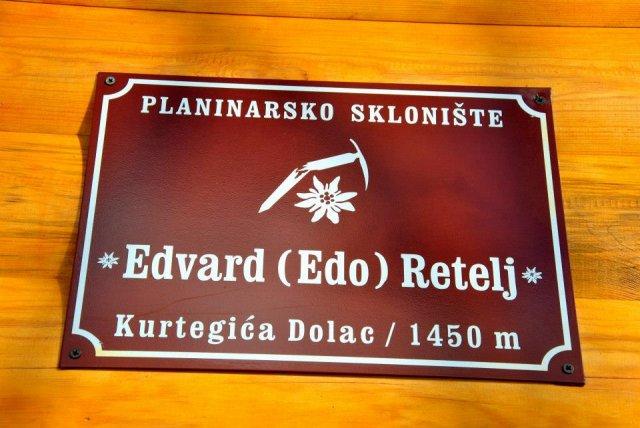 PLANINARSKO SKLONIŠTE
Edvard (Edo) Retelj
Kurtegića Dolac / 1450 m